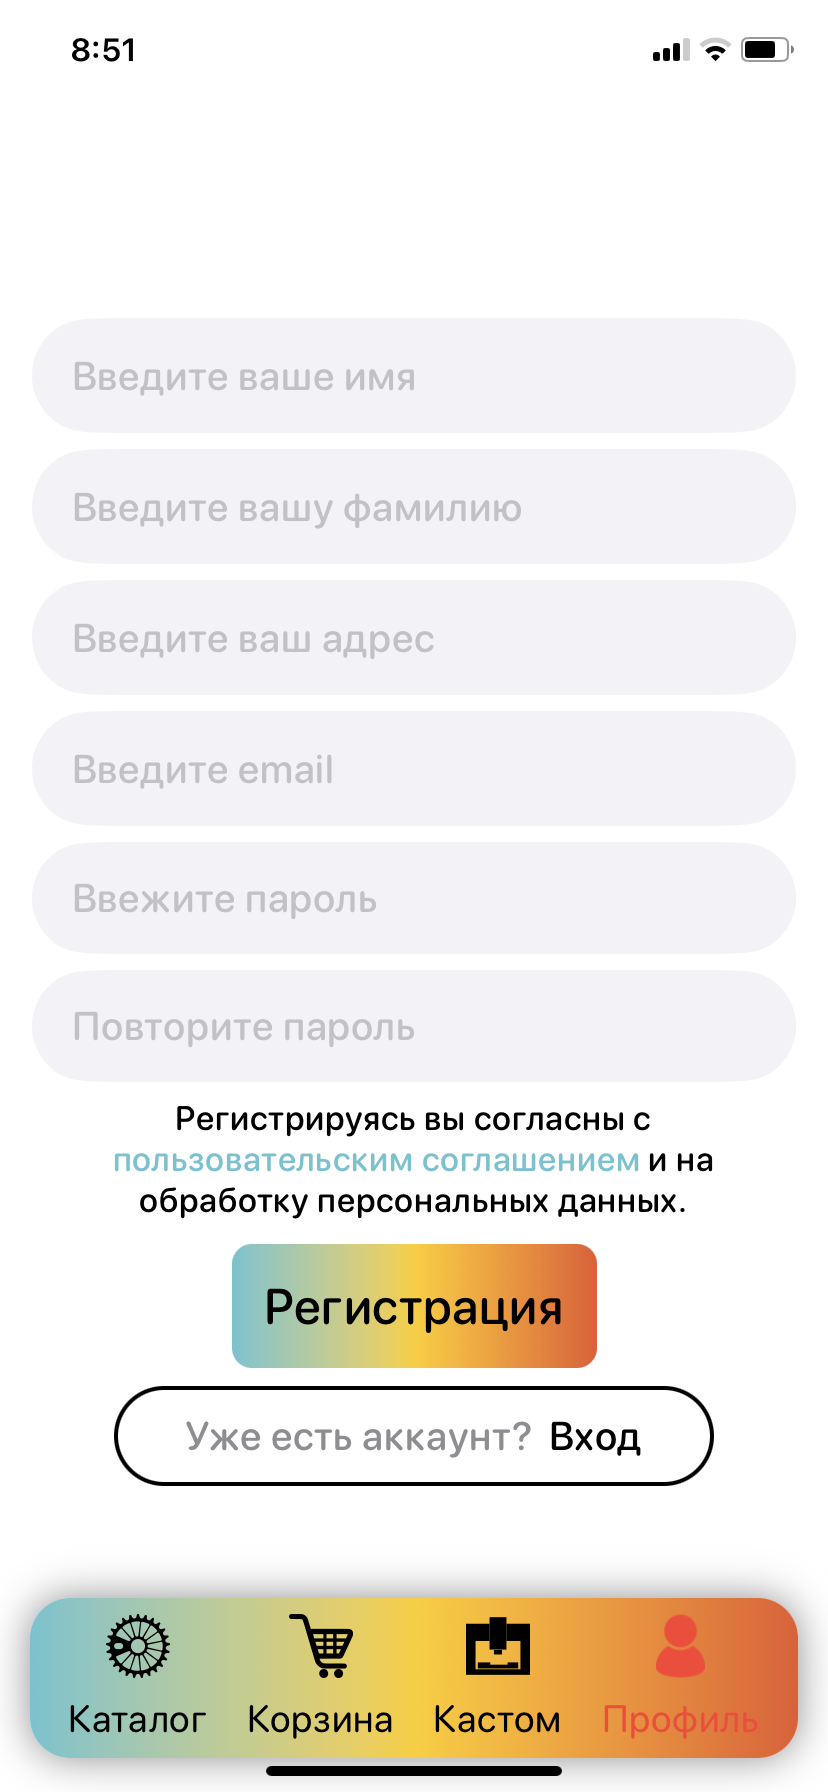 8:51
Введите ваше имя
Введите вашу фамилию
Введите ваш адрес
Введите email
Ввежите пароль
Повторите пароль
Регистрируясь вы согласны с
пользовательским соглашением и на
обработку персональных данных.
Регистрация
Уже есть аккаунт? Вход
Каталог Корзина Кастом Профиль